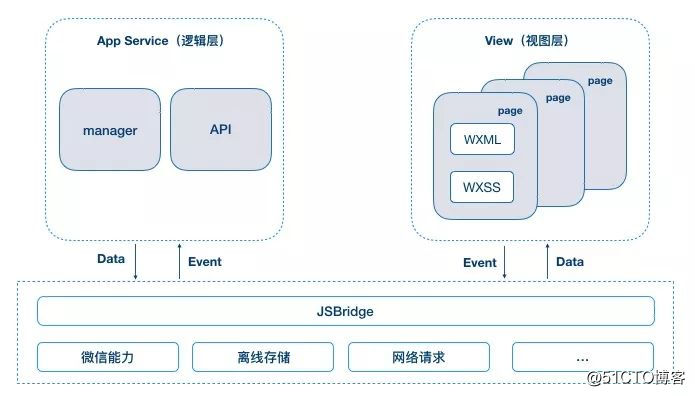 App Service（逻辑层）
View（视图层）
manager
API
page
page
page
WXML
WXSS
Data
Event
Event
Data
JSBridge
微信能力
离线存储
网络请求
...
@51CTO博客